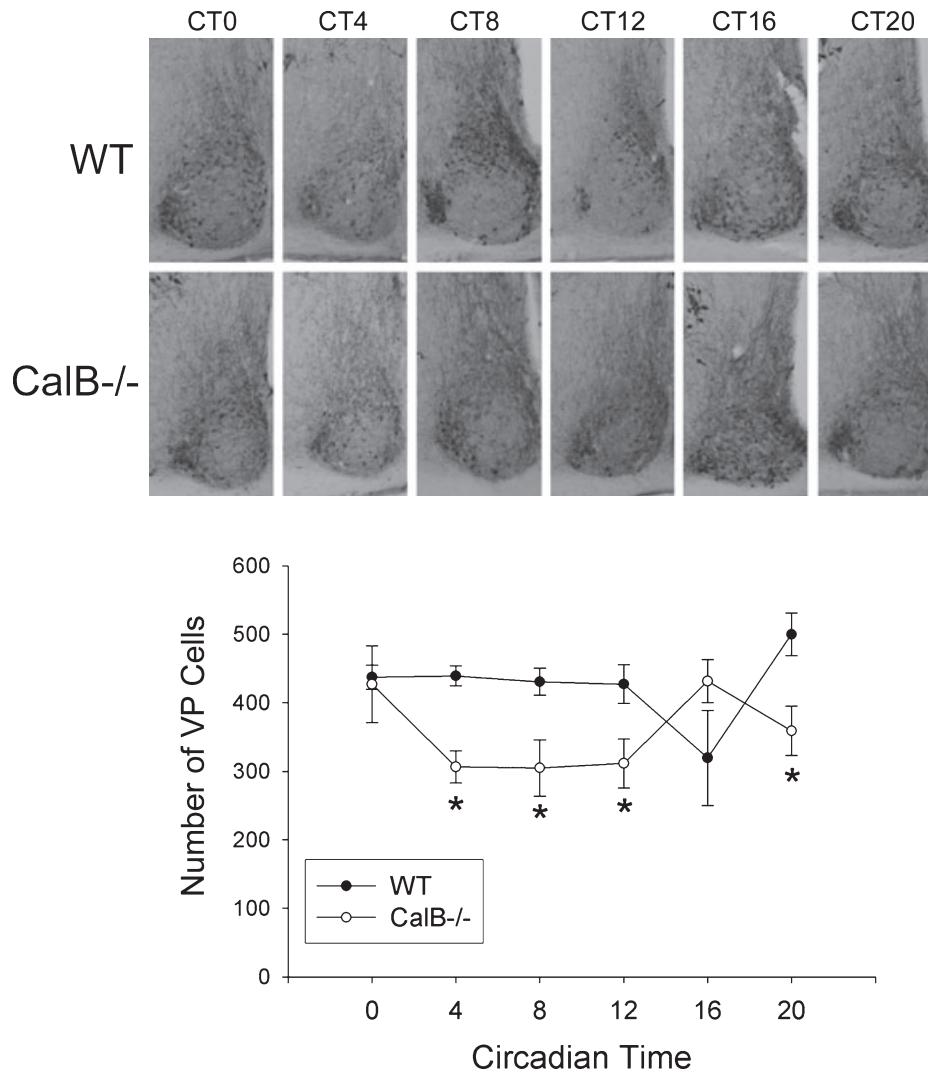 CT0 CT4 CT8 CT12 CT16 CT20
WT
CalB-/-
600
500
400
300
200
100
0
Number of VP Cells
* * * *
WT
CalB-/-
0 4 8 12 16 20
Circadian Time